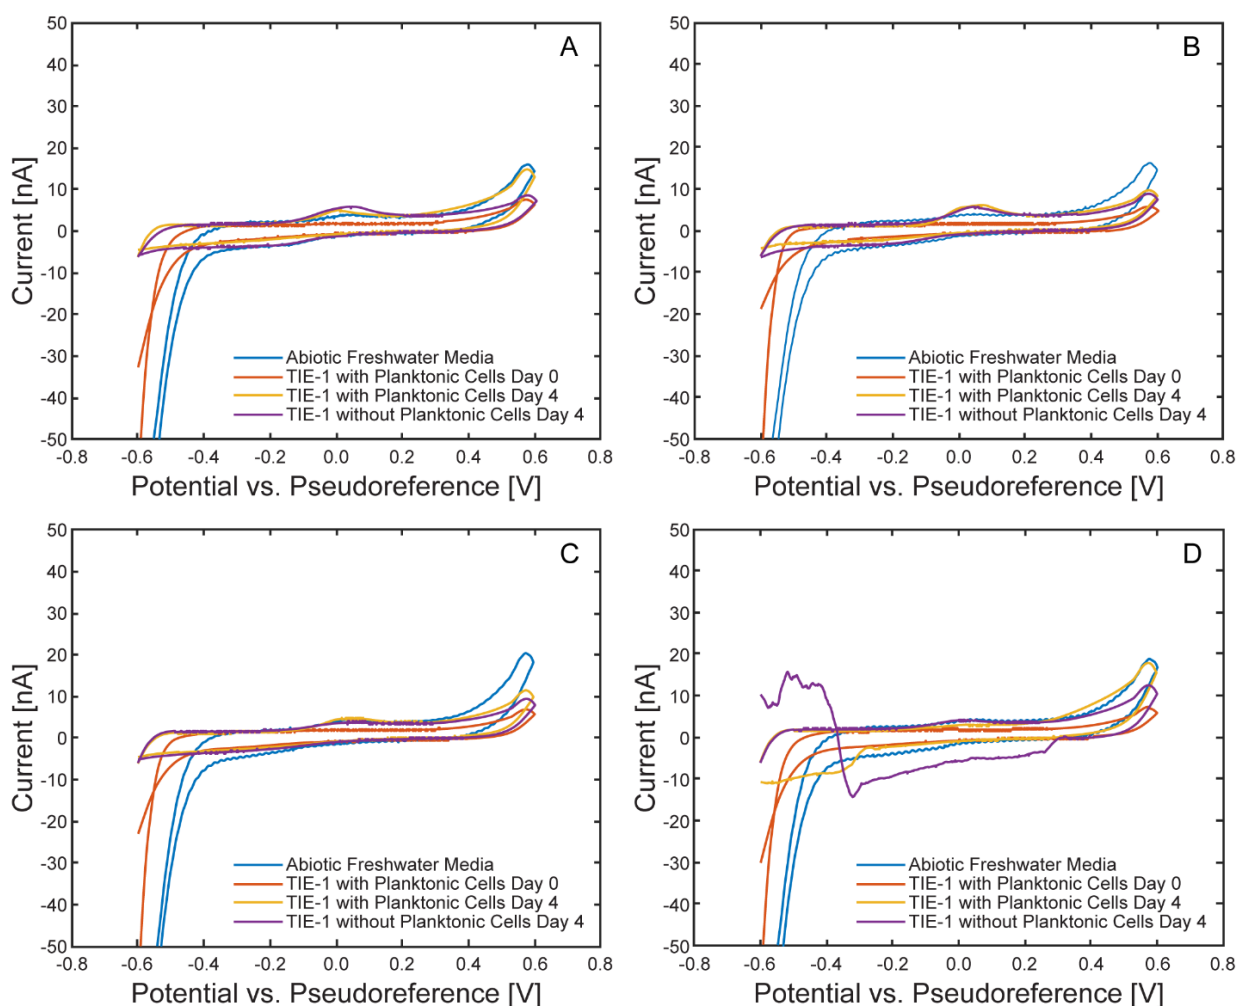 A
50
40
30
20
10
0
-10
-20
-30
-40
-50
Current [nA]
Abiotic Freshwater Media
TIE-1 with Planktonic Cells Day 0
TIE-1 with Planktonic Cells Day 4
TIE-1 without Planktonic Cells Day 4
-0.8 -0.6 -0.4 -0.2 0.0 0.2 0.4 0.6 0.8
Potential vs. Pseudoreference [V]
B
50
40
30
20
10
0
-10
-20
-30
-40
-50
Current [nA]
Abiotic Freshwater Media
TIE-1 with Planktonic Cells Day 0
TIE-1 with Planktonic Cells Day 4
TIE-1 without Planktonic Cells Day 4
-0.8 -0.6 -0.4 -0.2 0.0 0.2 0.4 0.6 0.8
Potential vs. Pseudoreference [V]
C
50
40
30
20
10
0
-10
-20
-30
-40
-50
Current [nA]
Abiotic Freshwater Media
TIE-1 with Planktonic Cells Day 0
TIE-1 with Planktonic Cells Day 4
TIE-1 without Planktonic Cells Day 4
-0.8 -0.6 -0.4 -0.2 0.0 0.2 0.4 0.6 0.8
Potential vs. Pseudoreference [V]
D
50
40
30
20
10
0
-10
-20
-30
-40
-50
Current [nA]
Abiotic Freshwater Media
TIE-1 with Planktonic Cells Day 0
TIE-1 with Planktonic Cells Day 4
TIE-1 without Planktonic Cells Day 4
-0.8 -0.6 -0.4 -0.2 0.0 0.2 0.4 0.6 0.8
Potential vs. Pseudoreference [V]